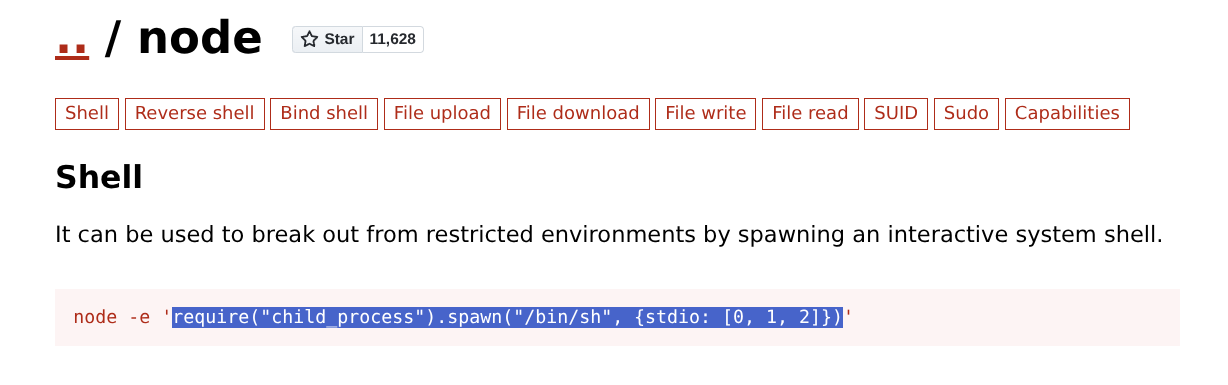 .. / node Star 11,628
Shell Reverse shell Bind shell File upload File download File write File read SUID Sudo Capabilities
Shell
It can be used to break out from restricted environments by spawning an interactive system shell.
node -e 'require("child_process").spawn("/bin/sh", {stdio: [0, 1, 2]})'